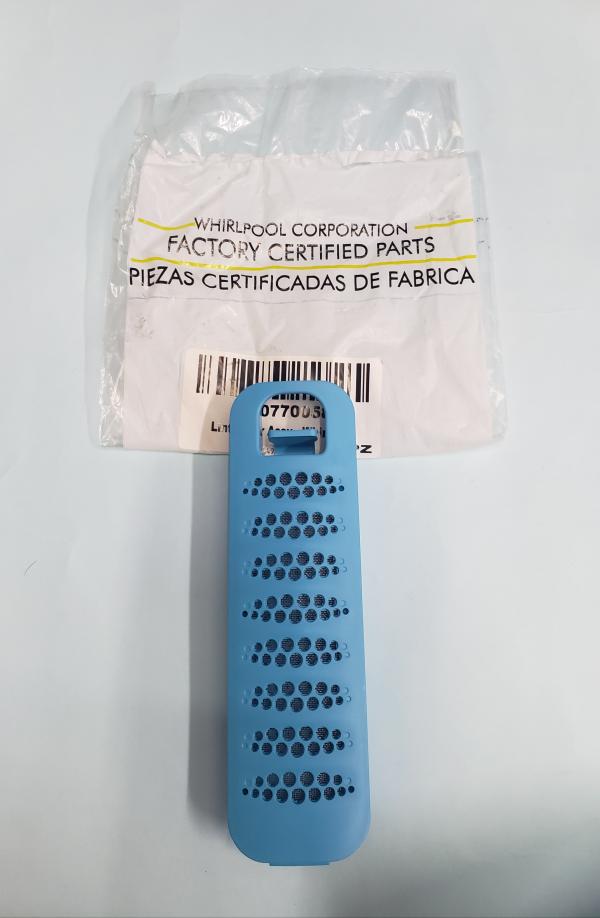 WHIRLPOOL CORPORATION
FACTORY CERTIFIED PARTS
PIEZAS CERTIFICADAS DE FABRICA